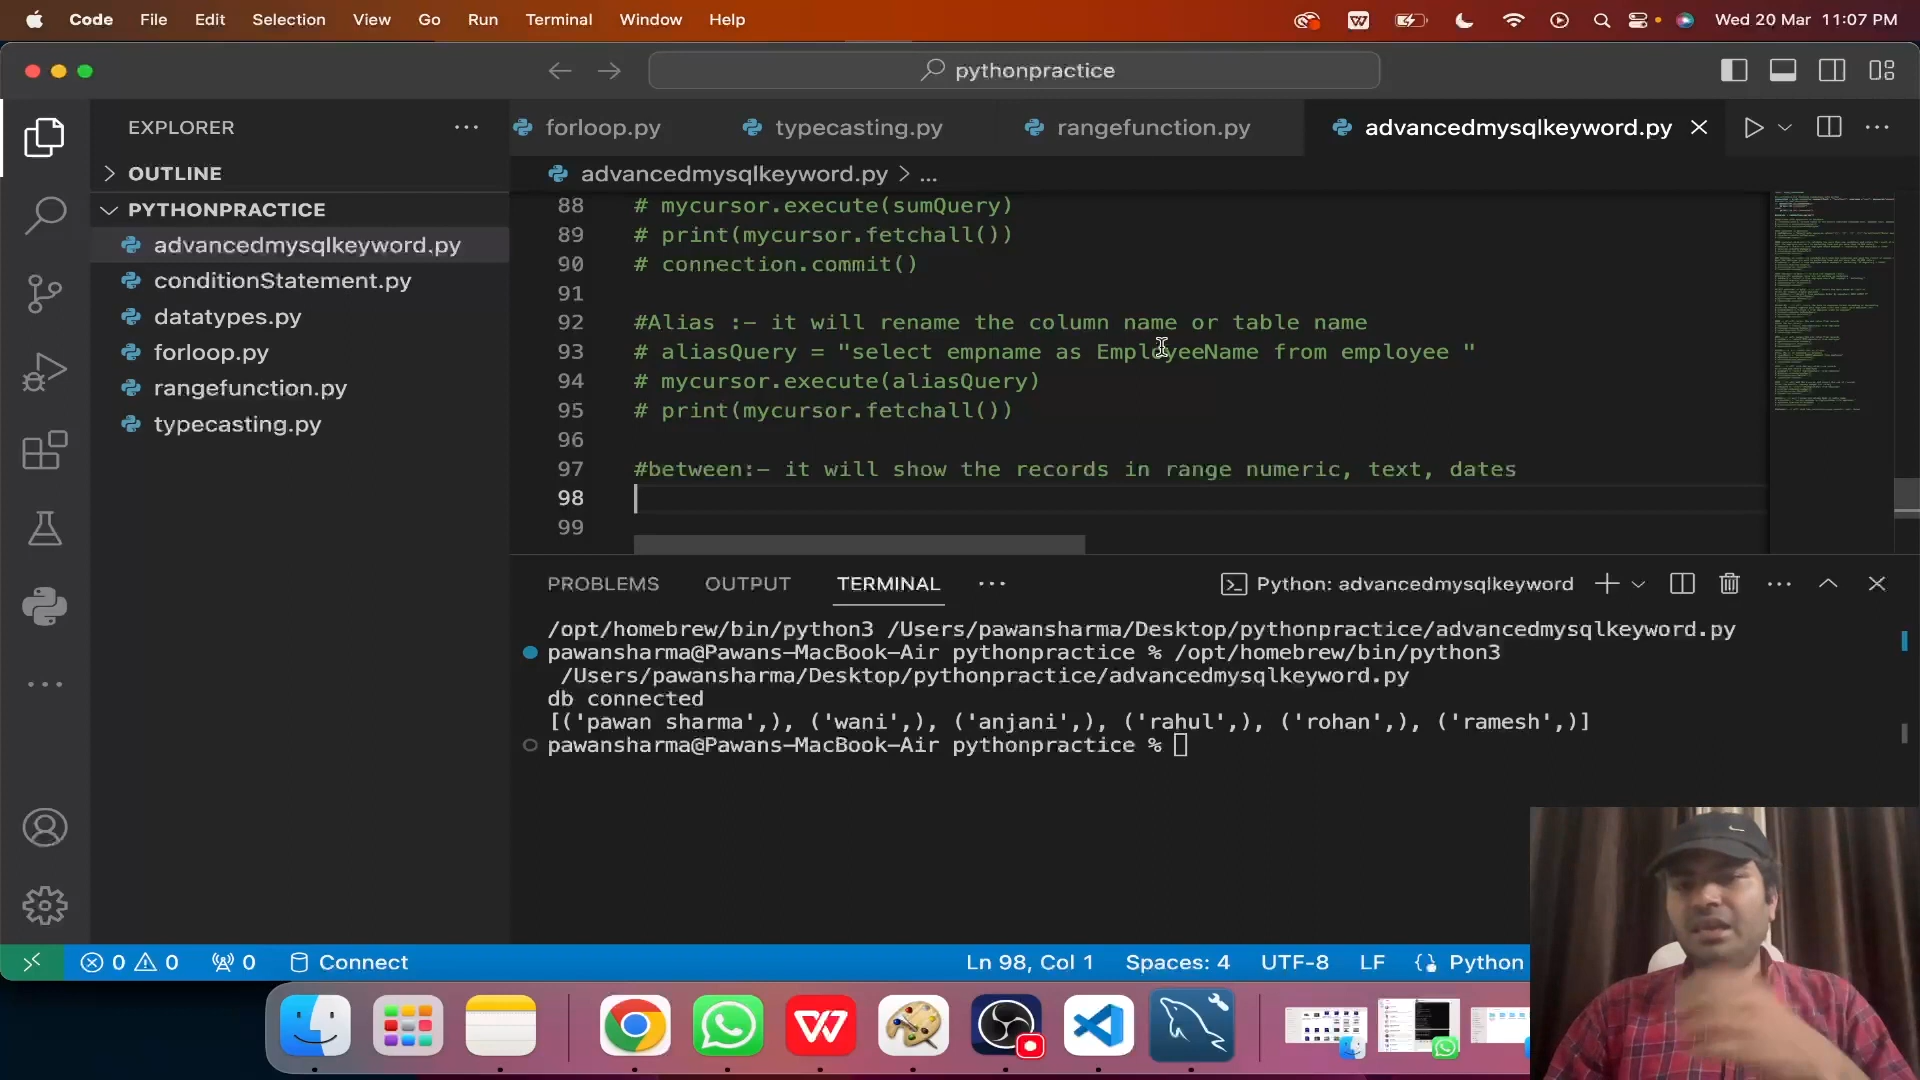 Code File Edit Selection View Go Run Terminal Window Help Wed 20 Mar 11:07 PM
pythonpractice
EXPLORER
forloop.py typecasting.py rangefunction.py advancedmysqlkeyword.py
OUTLINE
advancedmysqlkeyword.py > ...
PYTHONPRACTICE
advancedmysqlkeyword.py
conditionStatement.py
datatypes.py
forloop.py
rangefunction.py
typecasting.py
88 # mycursor.execute(sumQuery)
89 # print(mycursor.fetchall())
90 # connection.commit()
91
92 #Alias :- it will rename the column name or table name
93 # aliasQuery = "select empname as EmployeeName from employee "
94 # mycursor.execute(aliasQuery)
95 # print(mycursor.fetchall())
96
97 #between:- it will show the records in range numeric, text, dates
98
99
PROBLEMS OUTPUT TERMINAL Python: advancedmysqlkeyword
/opt/homebrew/bin/python3 /Users/pawansharma/Desktop/pythonpractice/advancedmysqlkeyword.py
pawansharma@Pawans-MacBook-Air pythonpractice % /opt/homebrew/bin/python3
/Users/pawansharma/Desktop/pythonpractice/advancedmysqlkeyword.py
db connected
[('pawan sharma',), ('wani',), ('anjani',), ('rahul',), ('rohan',), ('ramesh',)]
pawansharma@Pawans-MacBook-Air pythonpractice %
0 0 0 Connect Ln 98, Col 1 Spaces: 4 UTF-8 LF Python